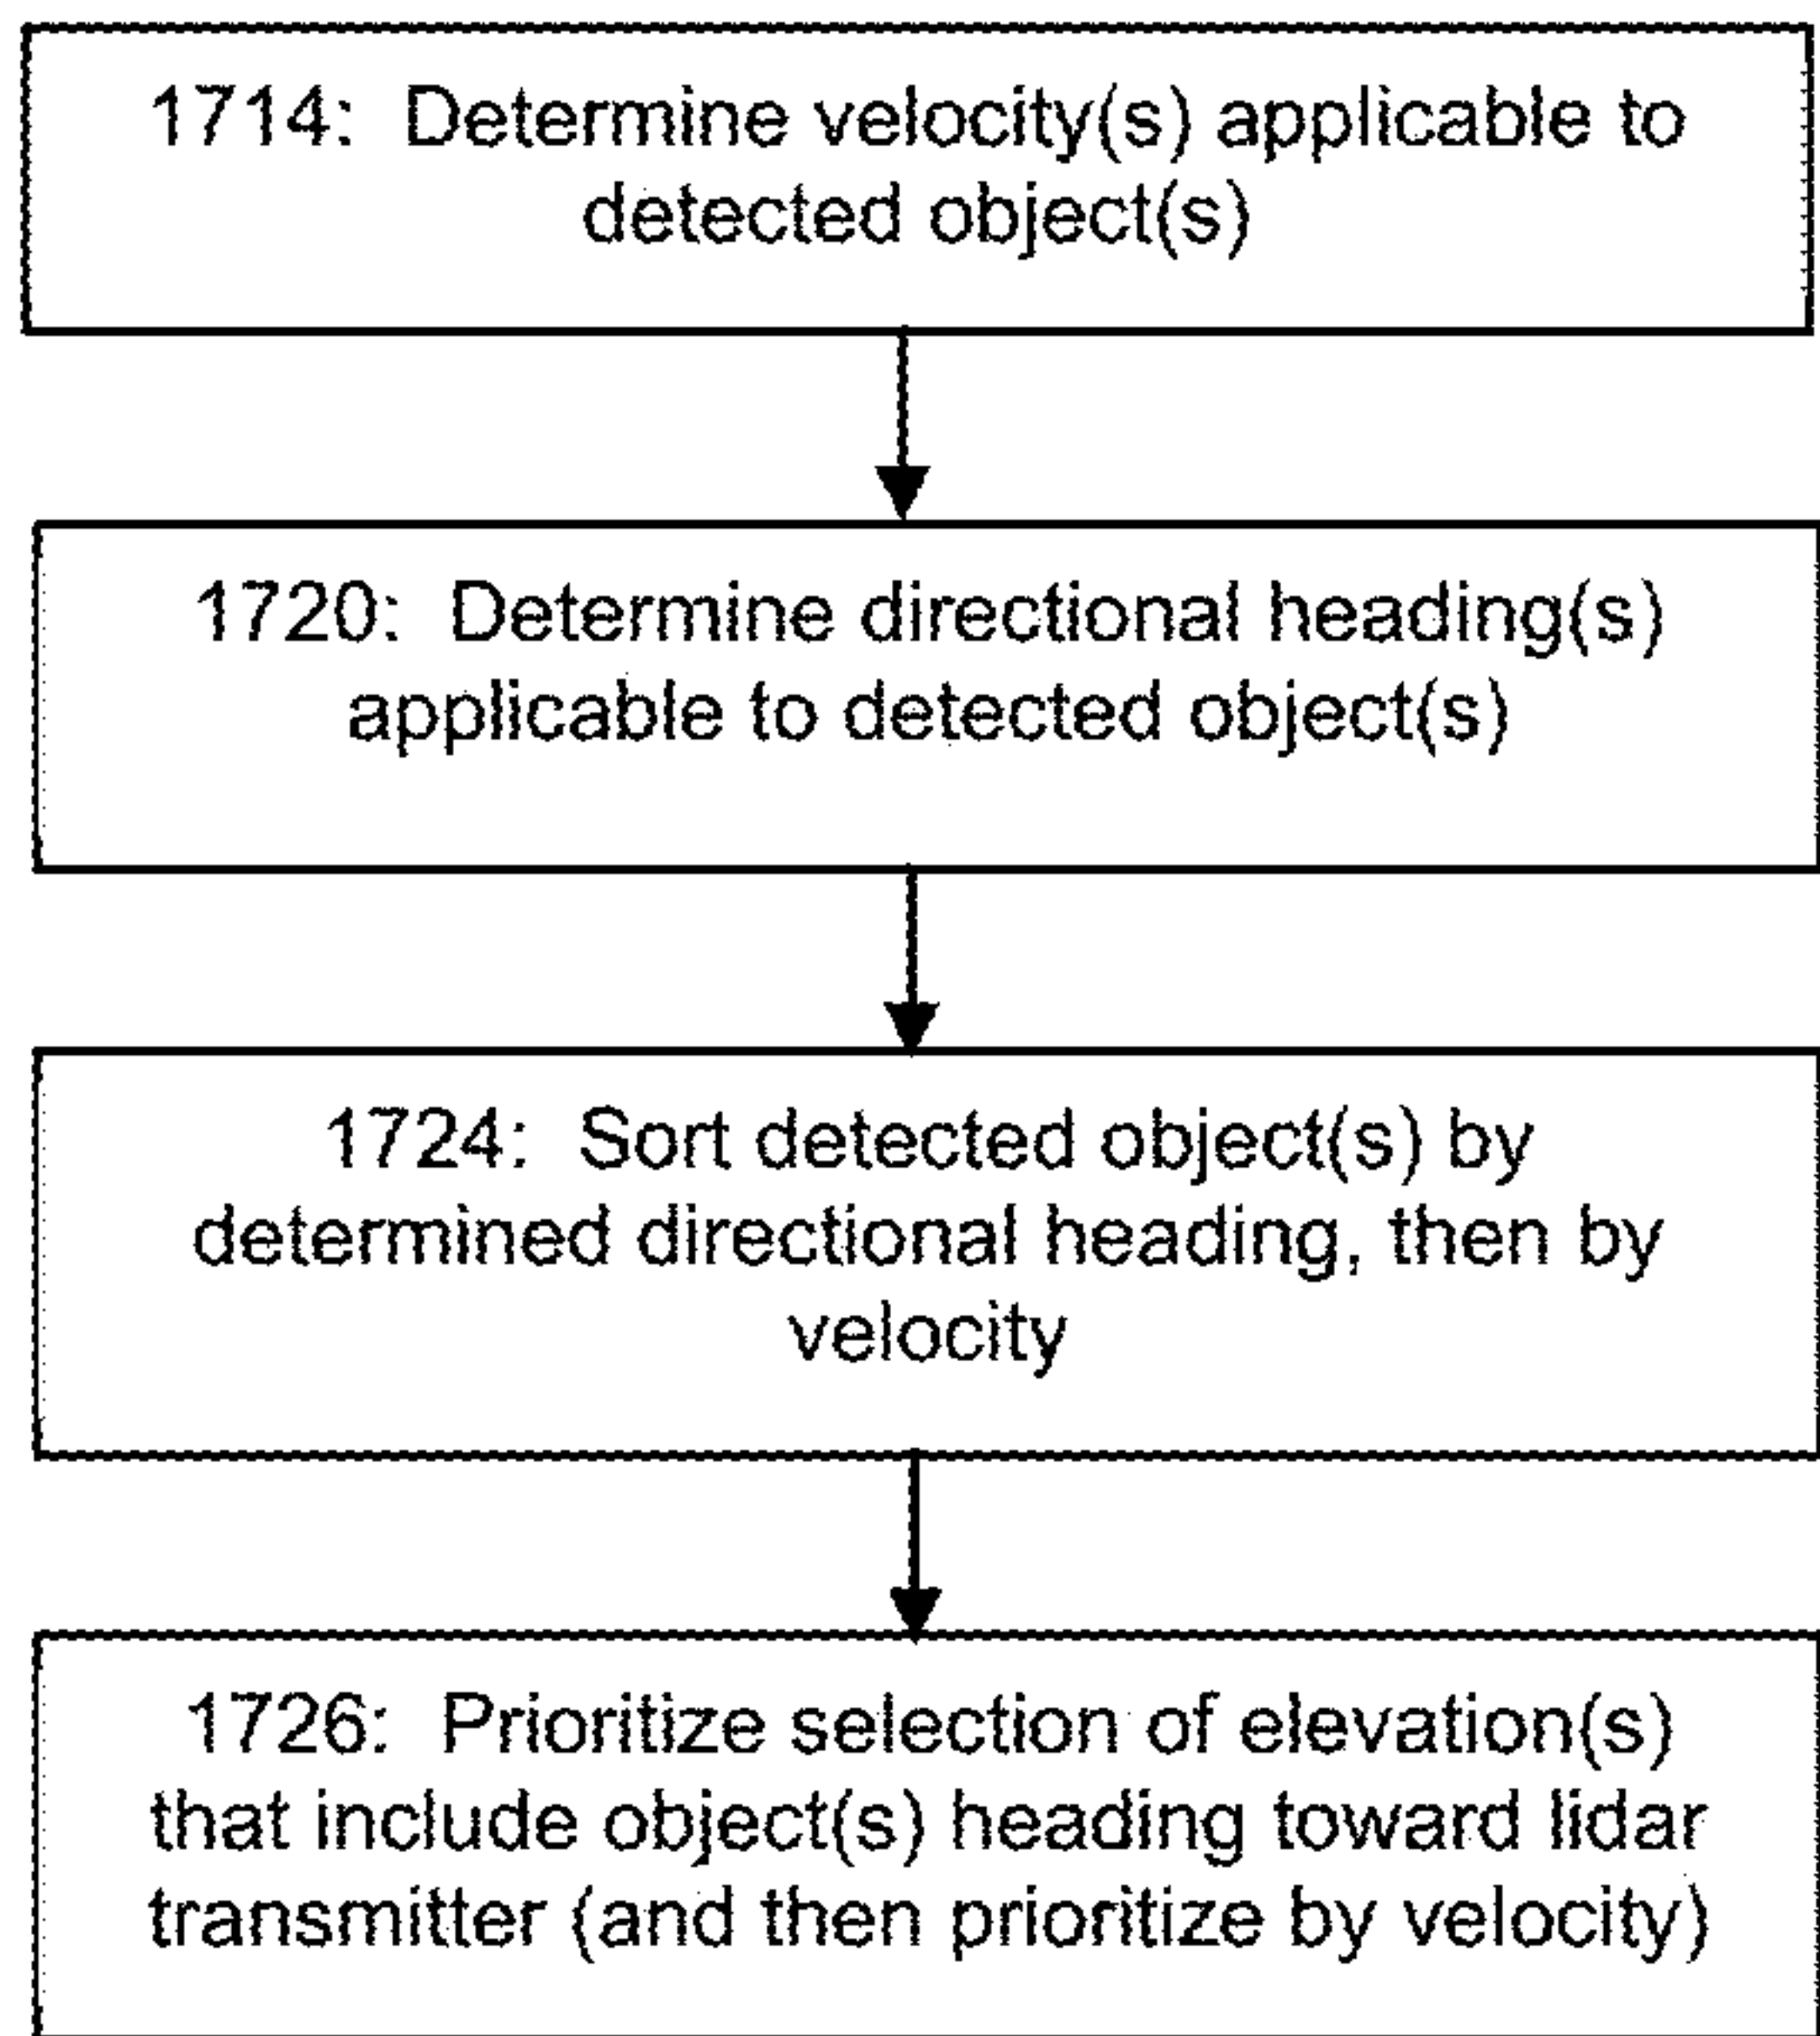 1714: Determine velocity(s) applicable to
detected object(s)
1720: Determine directional heading(s)
applicable to detected object(s)
1724: Sort detected object(s) by
determined directional heading, then by
velocity
1726: Prioritize selection of elevation(s)
that include object(s) heading toward lidar
transmitter (and then prioritize by velocity)